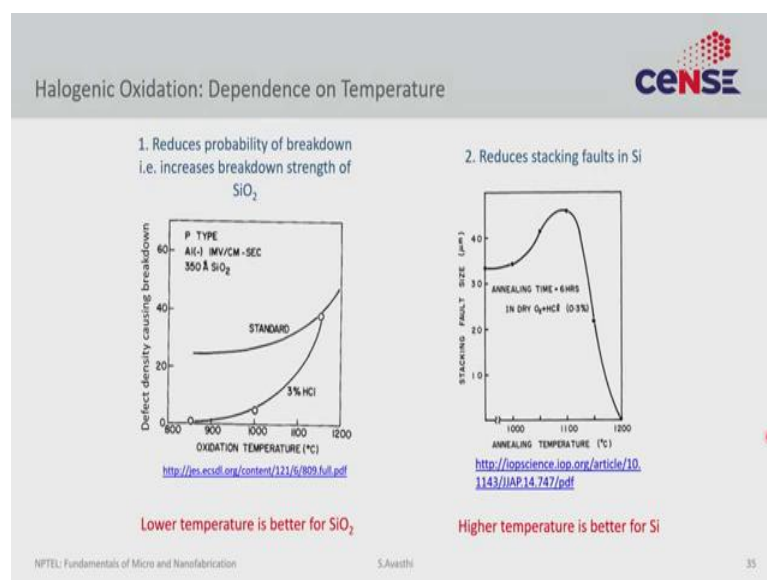 Halogenic Oxidation: Dependence on Temperature
CeNSE
1. Reduces probability of breakdown
i.e. increases breakdown strength of
SiO₂
Defect density causing breakdown
60
40
20
P TYPE
Al(-) 1MV/CM-SEC
350 Å SiO₂
STANDARD
3% HCl
800 900 1000 1100 1200
OXIDATION TEMPERATURE (°C)
http://jes.ecsdl.org/content/121/6/809.full.pdf
Lower temperature is better for SiO₂
2. Reduces stacking faults in Si
STACKING FAULT SIZE (μm)
40
30
20
10
ANNEALING TIME = 6HRS
IN DRY O₂+HCl (0.3%)
1000 1100 1200
ANNEALING TEMPERATURE (°C)
http://iopscience.iop.org/article/10.
1143/JJAP.14.747/pdf
Higher temperature is better for Si
NPTEL: Fundamentals of Micro and Nanofabrication
S.Avasthi
35